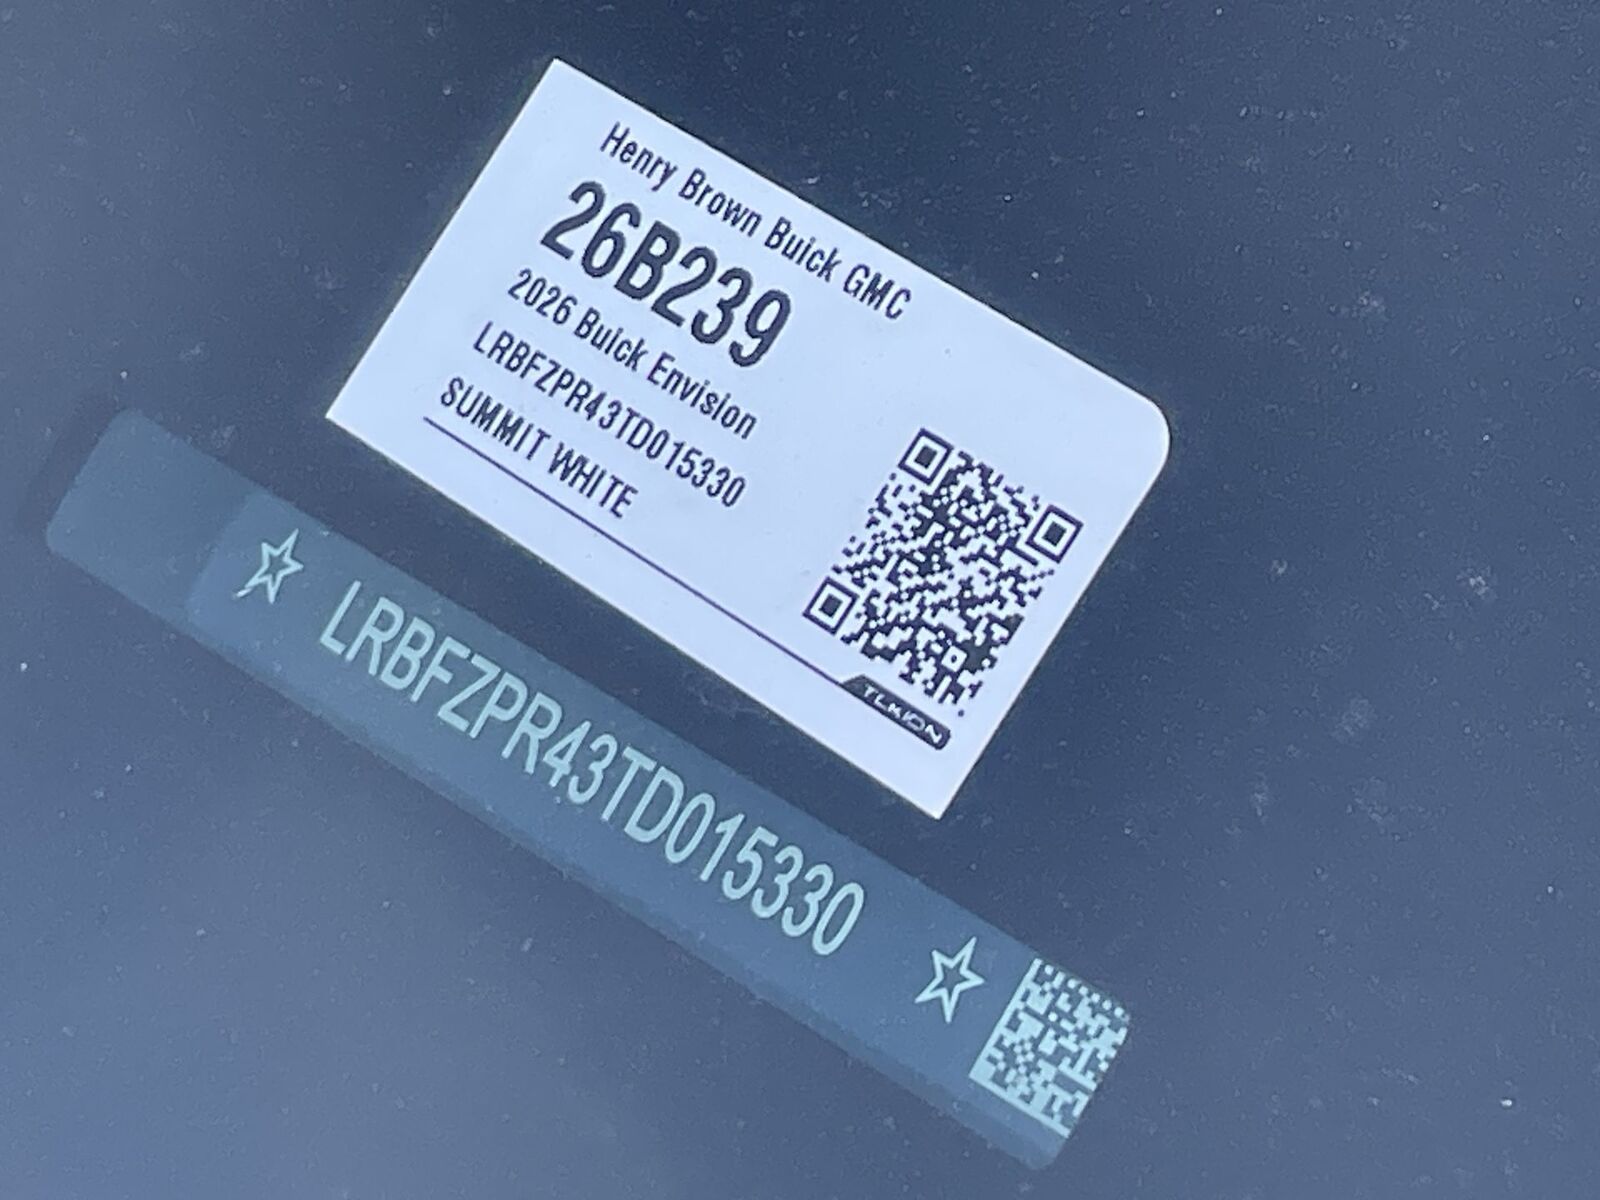 Henry Brown Buick GMC
26B239
2026 Buick Envision
LRBFZPR43TD015330
SUMMIT WHITE
TEKION
LRBFZPR43TD015330